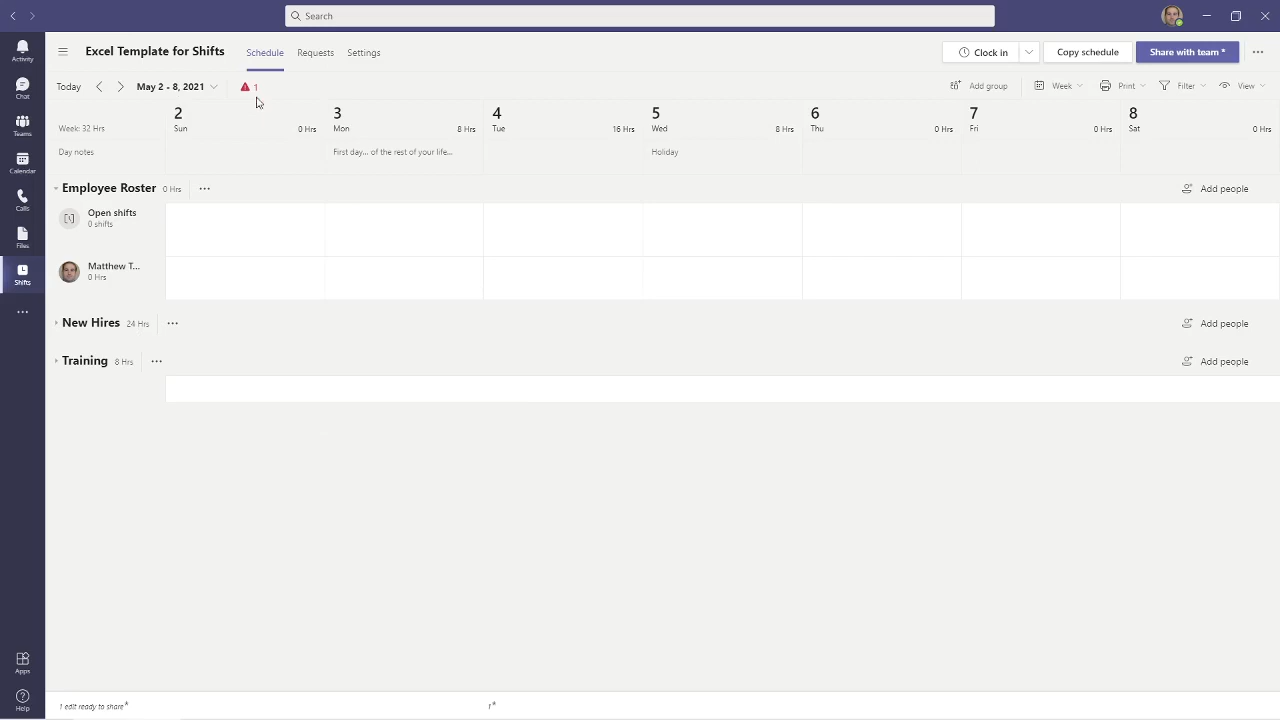 Search
Activity
Chat
Teams
Calendar
Calls
Files
Shifts
Apps
Help
Excel Template for Shifts
Schedule
Requests
Settings
Clock in
Copy schedule
Share with team *
Today
May 2 - 8, 2021
1
Add group
Week
Print
Filter
View
Week: 32 Hrs
2
Sun
0 Hrs
3
Mon
8 Hrs
4
Tue
16 Hrs
5
Wed
8 Hrs
6
Thu
0 Hrs
7
Fri
0 Hrs
8
Sat
0 Hrs
Day notes
First day... of the rest of your life...
Holiday
Employee Roster 0 Hrs
Add people
Open shifts
0 shifts
Matthew T...
0 Hrs
New Hires 24 Hrs
Add people
Training 8 Hrs
Add people
1 edit ready to share*